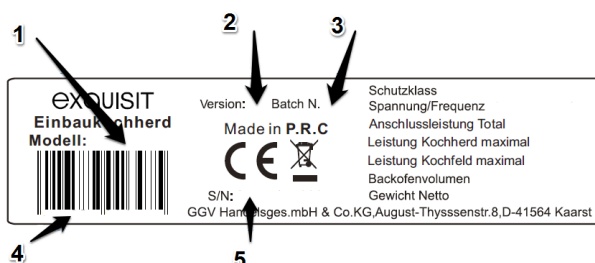 1
2
3
exquisit
Einbaukochherd
Modell:
Version: Batch N.
Made in P.R.C
CE
S/N:
Schutzklass
Spannung/Frequenz
Anschlussleistung Total
Leistung Kochherd maximal
Leistung Kochfeld maximal
Backofenvolumen
Gewicht Netto
GGV Handelsges.mbH & Co.KG,August-Thysssenstr.8,D-41564 Kaarst
4
5